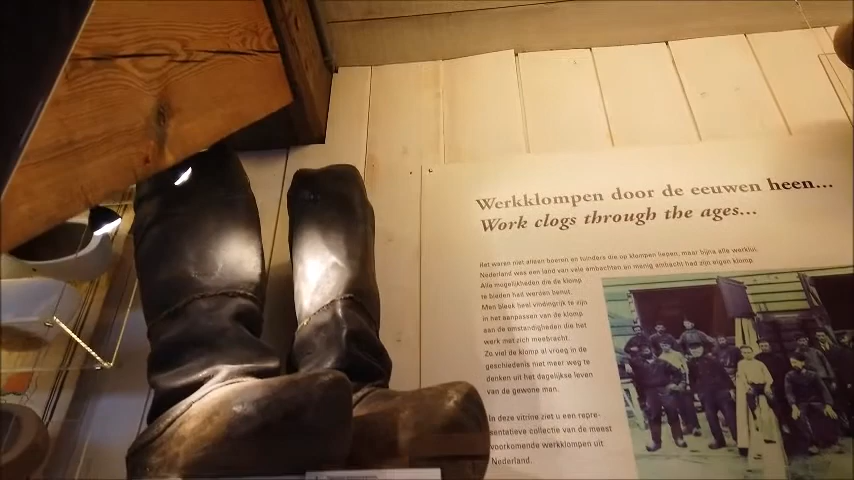 Werkklompen door de eeuwen heen...
Work clogs through the ages...
Het waren niet alleen boeren en tuinders die op klompen liepen, maar bijna alle werklui.
Nederland was een land van vele ambachten en menig ambacht had zijn eigen klomp.
Alle mogelijkheden die de klomp
te bieden had werden benut.
Men bleek heel vindingrijk te zijn
in het aanpassen van de klomp
aan de omstandigheden die het
werk met zich meebracht.
Zo viel de klomp al vroeg in de
geschiedenis niet meer weg te
denken uit het dagelijkse leven
van de gewone man.
In deze vitrine ziet u een repre-
sentatieve collectie van de meest
voorkomende werkklompen uit
Nederland.